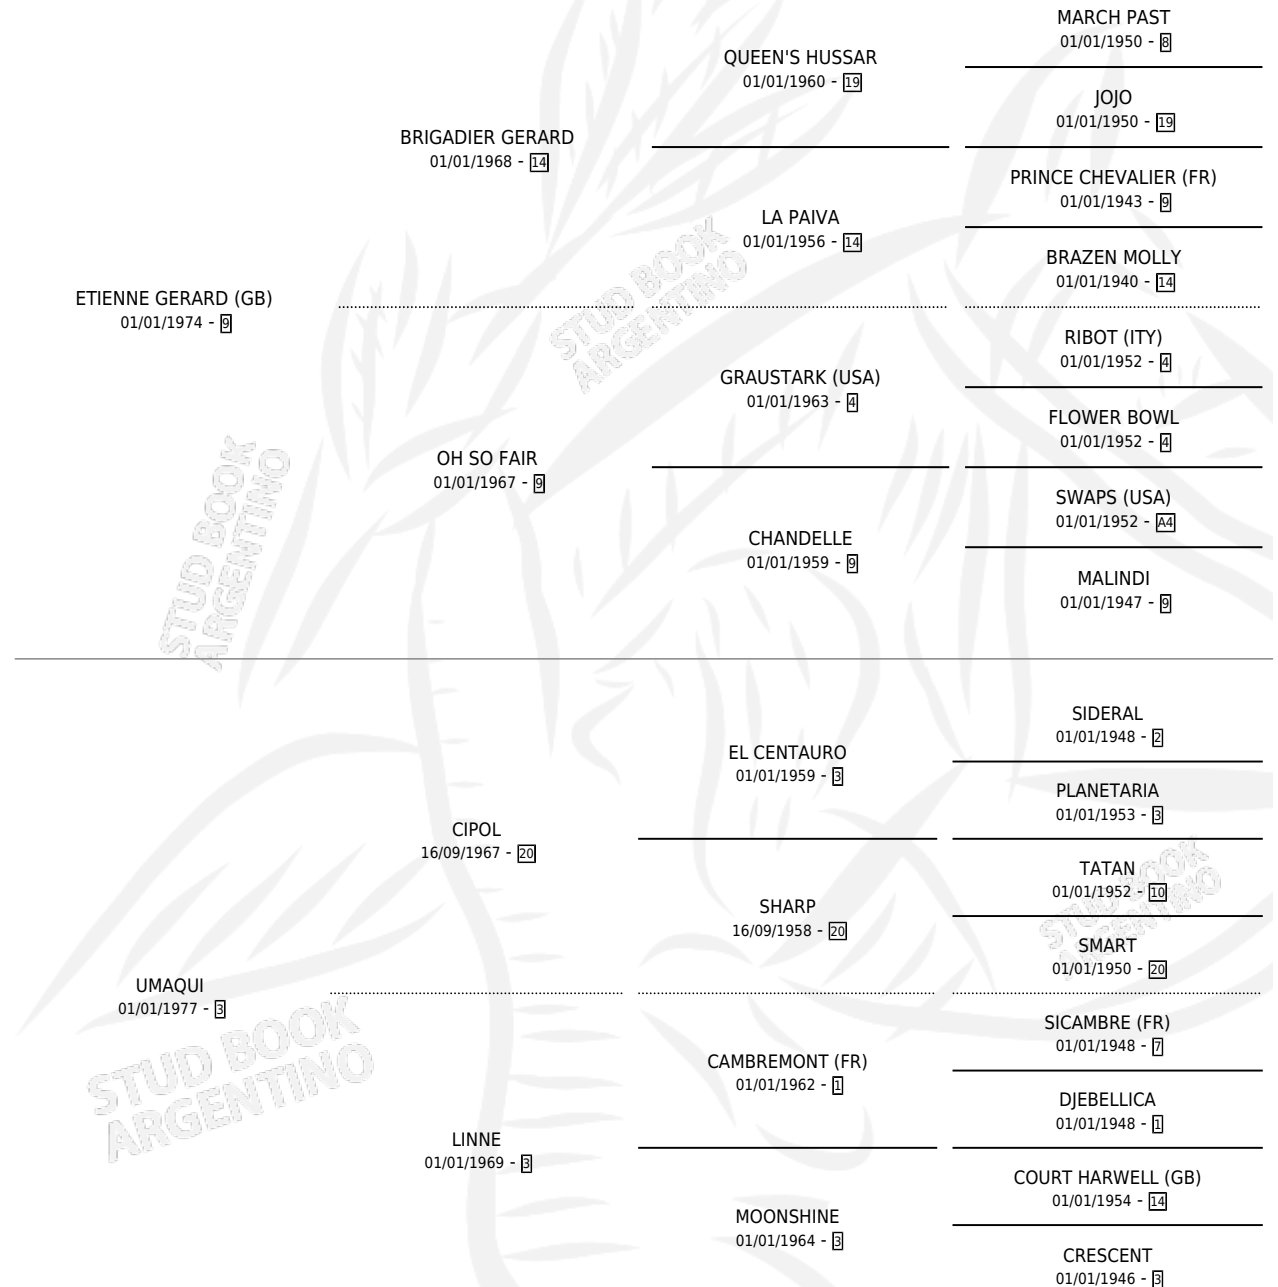 MARCH PAST
01/01/1950 - 8
QUEEN'S HUSSAR
01/01/1960 - 19
JOJO
01/01/1950 - 19
BRIGADIER GERARD
01/01/1968 - 14
PRINCE CHEVALIER (FR)
01/01/1943 - 9
LA PAIVA
01/01/1956 - 14
BRAZEN MOLLY
01/01/1940 - 14
ETIENNE GERARD (GB)
01/01/1974 - 9
RIBOT (ITY)
01/01/1952 - 4
GRAUSTARK (USA)
01/01/1963 - 4
FLOWER BOWL
01/01/1952 - 4
OH SO FAIR
01/01/1967 - 9
SWAPS (USA)
01/01/1952 - A4
CHANDELLE
01/01/1959 - 9
MALINDI
01/01/1947 - 9
STUD BOOK
ARGENTINO
STUD BOOK
ARGENTINO
SIDERAL
01/01/1948 - 2
EL CENTAURO
01/01/1959 - 3
PLANETARIA
01/01/1953 - 3
CIPOL
16/09/1967 - 20
TATAN
01/01/1952 - 10
SHARP
16/09/1958 - 20
SMART
01/01/1950 - 20
UMAQUI
01/01/1977 - 3
SICAMBRE (FR)
01/01/1948 - 7
CAMBREMONT (FR)
01/01/1962 - 1
DJEBELLICA
01/01/1948 - 1
LINNE
01/01/1969 - 3
COURT HARWELL (GB)
01/01/1954 - 14
MOONSHINE
01/01/1964 - 3
CRESCENT
01/01/1946 - 3
STUD BOOK
ARGENTINO
STUD BOOK
ARGENTINO